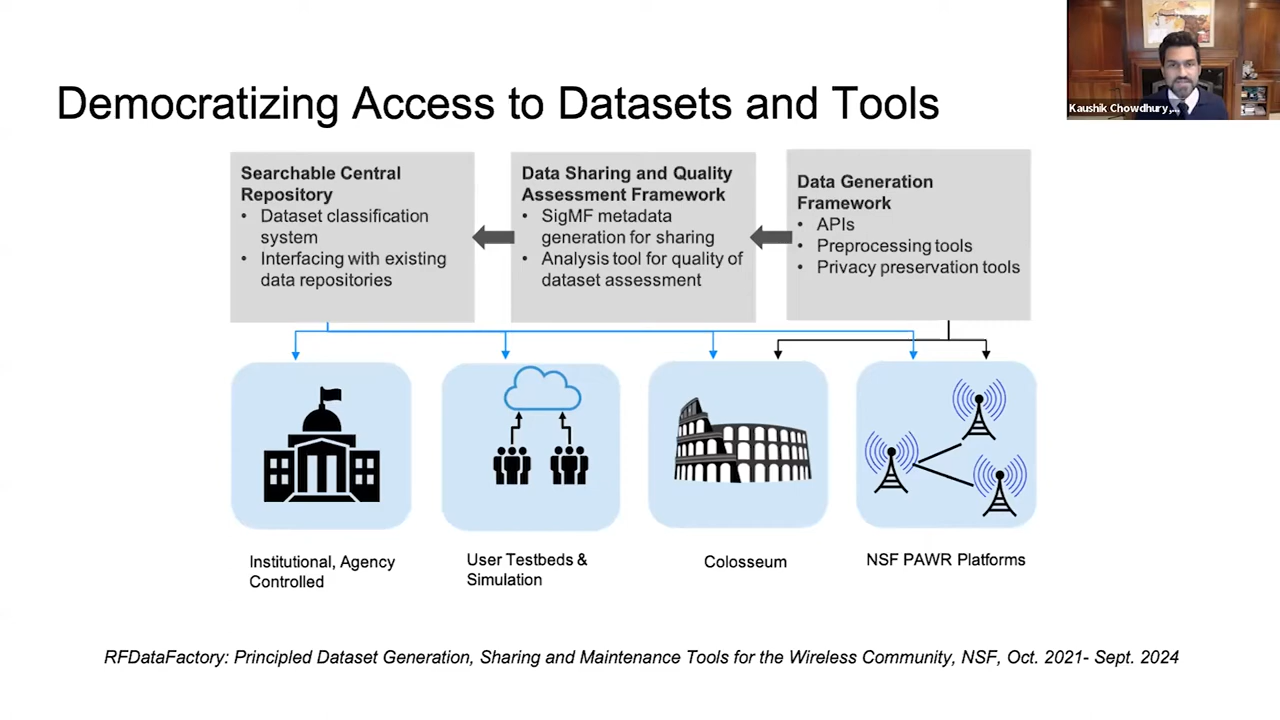 Kaushik Chowdhury,...
Democratizing Access to Datasets and Tools
Searchable Central
Repository
• Dataset classification
system
• Interfacing with existing
data repositories
Data Sharing and Quality
Assessment Framework
• SigMF metadata
generation for sharing
• Analysis tool for quality of
dataset assessment
Data Generation
Framework
• APIs
• Preprocessing tools
• Privacy preservation tools
Institutional, Agency
Controlled
User Testbeds &
Simulation
Colosseum
NSF PAWR Platforms
RFDataFactory: Principled Dataset Generation, Sharing and Maintenance Tools for the Wireless Community, NSF, Oct. 2021- Sept. 2024